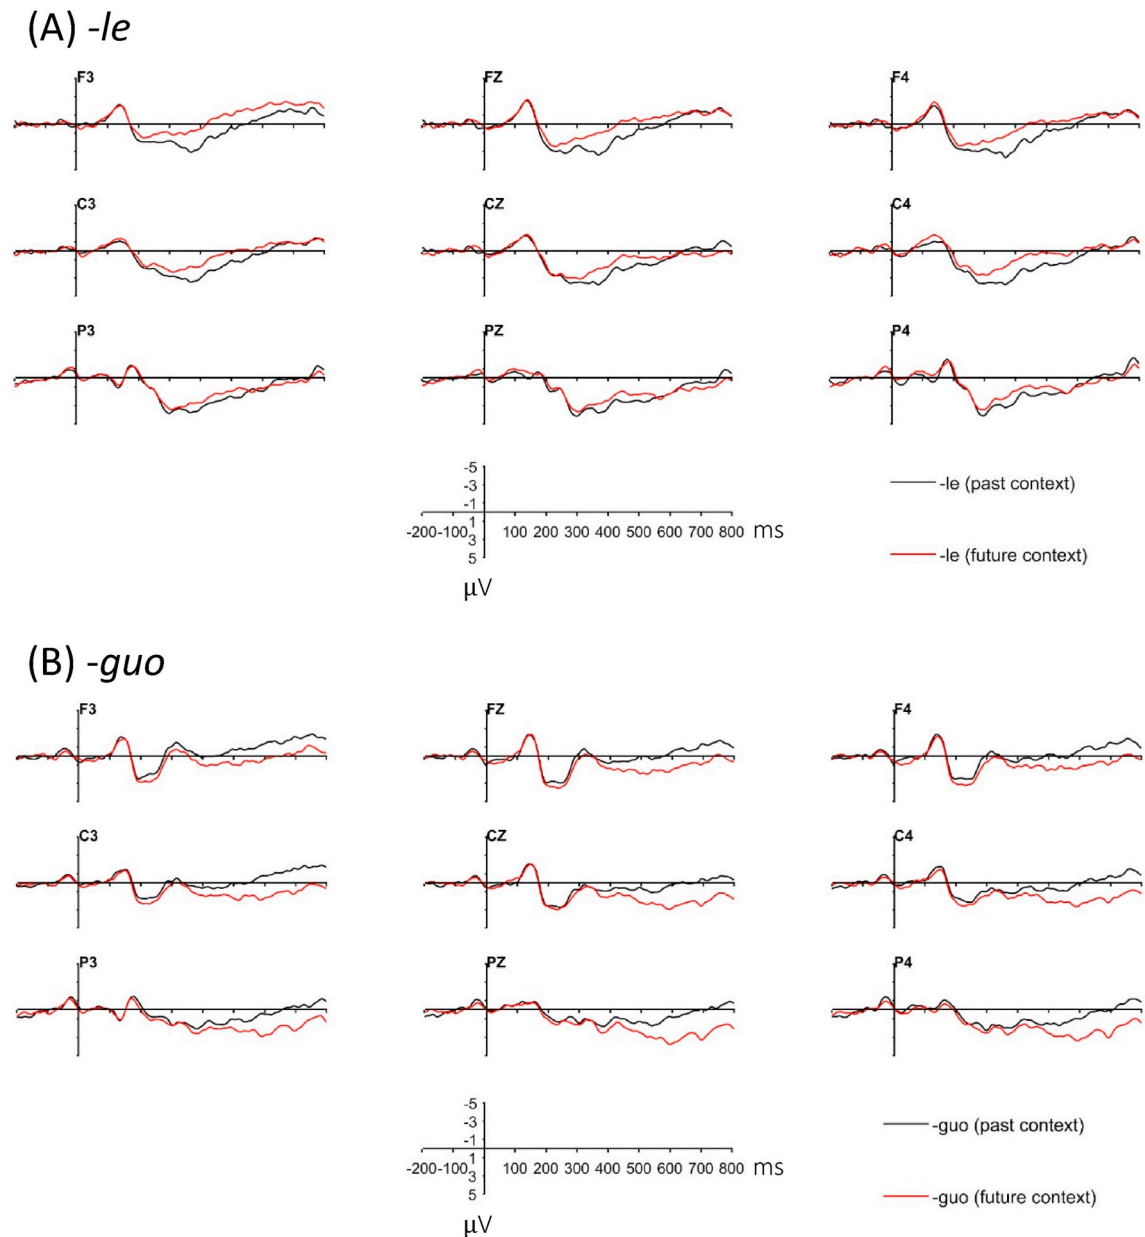 (A) -le
F3 FZ F4
C3 CZ C4
P3 PZ P4
-5
-3
-1
1
3
5
-200 -100 100 200 300 400 500 600 700 800 ms
μV
-le (past context)
-le (future context)
(B) -guo
F3 FZ F4
C3 CZ C4
P3 PZ P4
-5
-3
-1
1
3
5
-200 -100 100 200 300 400 500 600 700 800 ms
μV
-guo (past context)
-guo (future context)